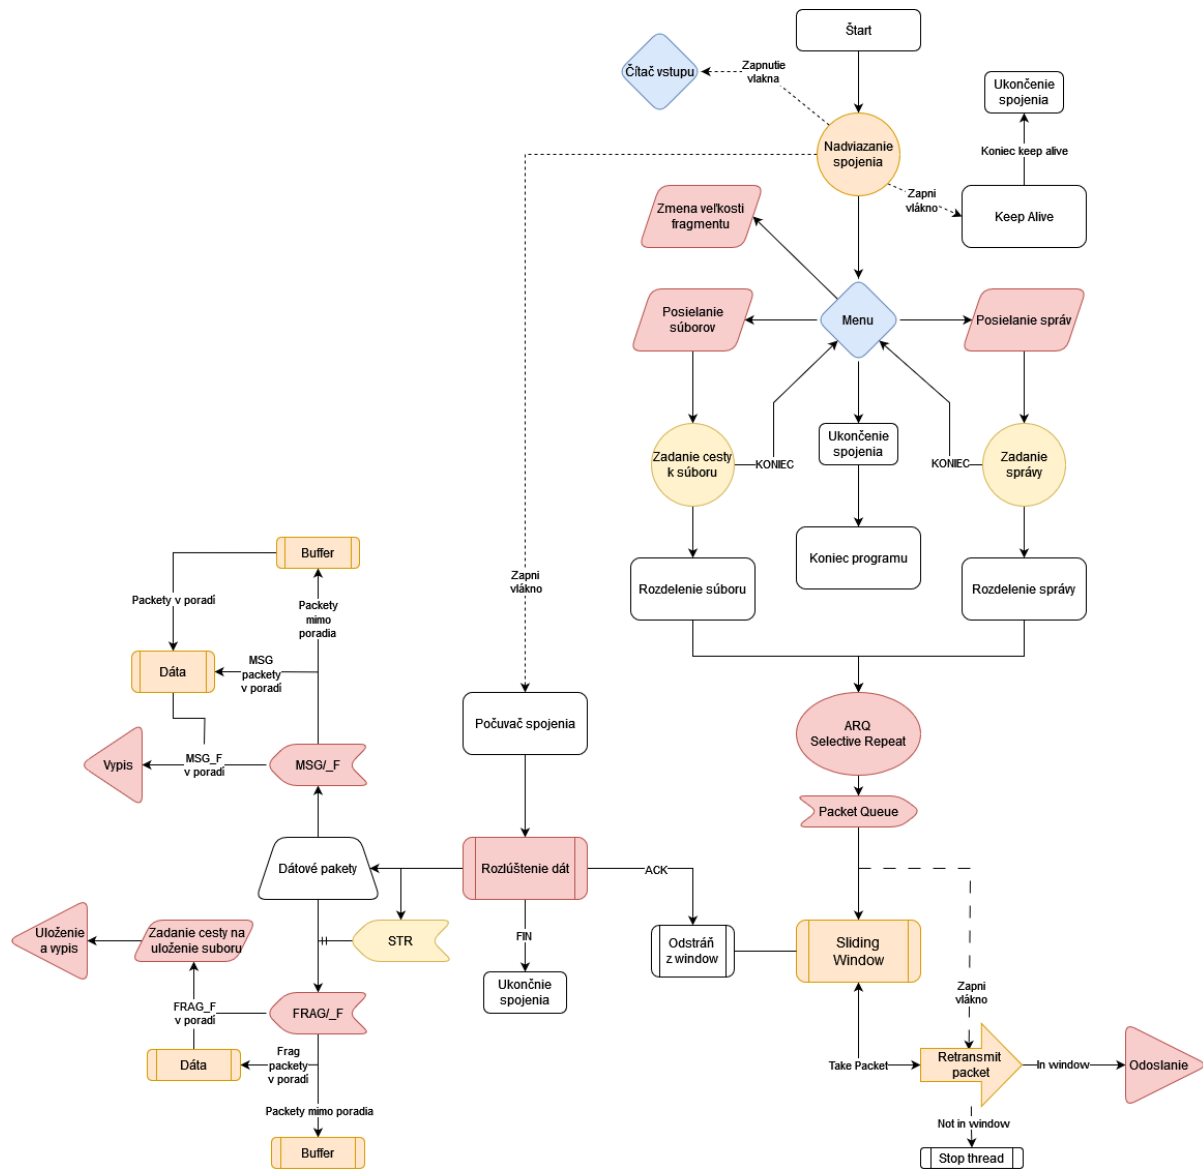 Štart
Zapnutie
vlakna
Čítač vstupu
Ukončenie
spojenia
Nadviazanie
spojenia
Koniec keep alive
Zapni
vlákno
Keep Alive
Zmena veľkosti
fragmentu
Posielanie
súborov
Menu
Posielanie správ
Zadanie cesty
k súboru
KONIEC
Ukončenie
spojenia
KONIEC
Zadanie
správy
Koniec programu
Rozdelenie súboru
Rozdelenie správy
Buffer
Zapni
vlákno
Packety v poradí
Packety
mimo
poradia
Dáta
MSG
packety
v poradí
Počuvač spojenia
ARQ
Selective Repeat
Vypis
MSG_F
v poradí
MSG/_F
Packet Queue
Dátové pakety
Rozlúštenie dát
ACK
Uloženie
a vypis
Zadanie cesty na
uloženie suboru
STR
FIN
Odstráň
z window
Sliding
Window
Ukončnie
spojenia
Zapni
vlákno
FRAG_F
v poradí
FRAG/_F
Dáta
Frag
packety
v poradí
Take Packet
Retransmit
packet
In window
Odoslanie
Packety mimo poradia
Not in window
Buffer
Stop thread